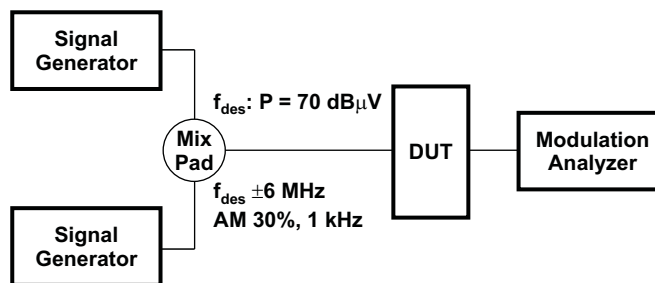 Signal
Generator
f_des: P = 70 dBμV
Mix
Pad
DUT
Modulation
Analyzer
f_des ±6 MHz
AM 30%, 1 kHz
Signal
Generator